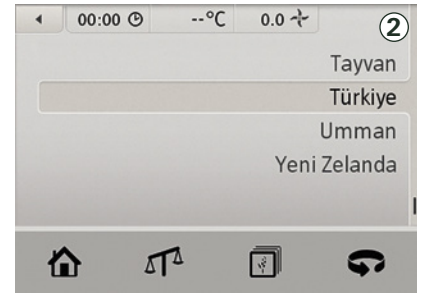 00:00 --°C 0.0 2
Tayvan
Türkiye
Umman
Yeni Zelanda